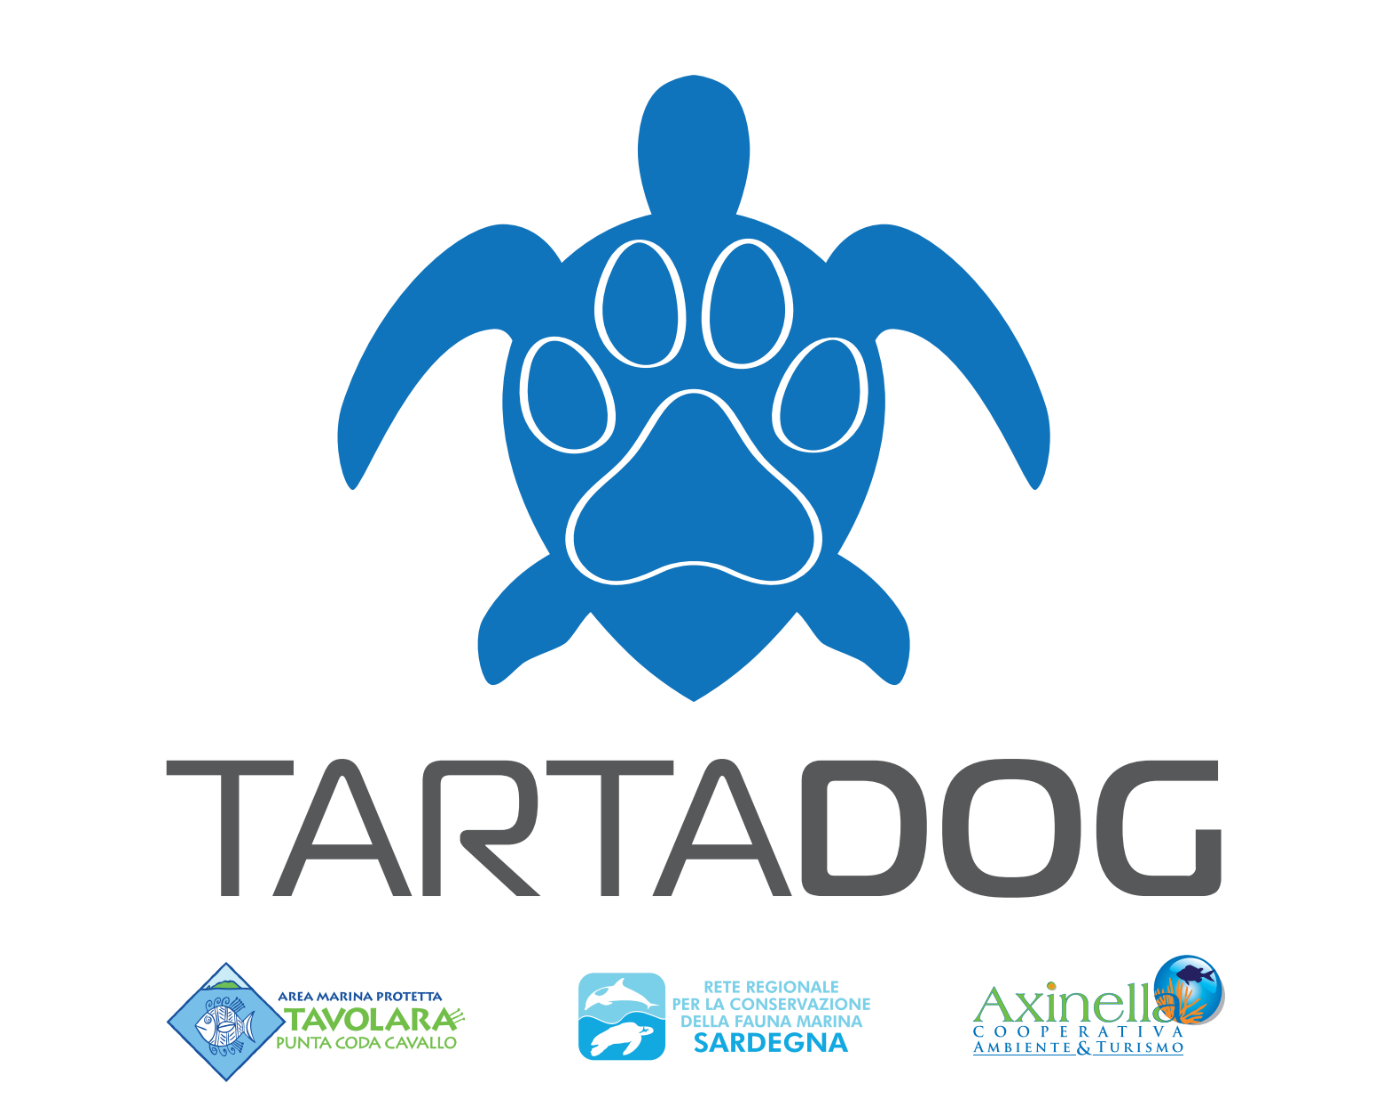 TARTADOG
AREA MARINA PROTETTA
TAVOLARA
PUNTA CODA CAVALLO
RETE REGIONALE
PER LA CONSERVAZIONE
DELLA FAUNA MARINA
SARDEGNA
Axinella
COOPERATIVA
AMBIENTE & TURISMO